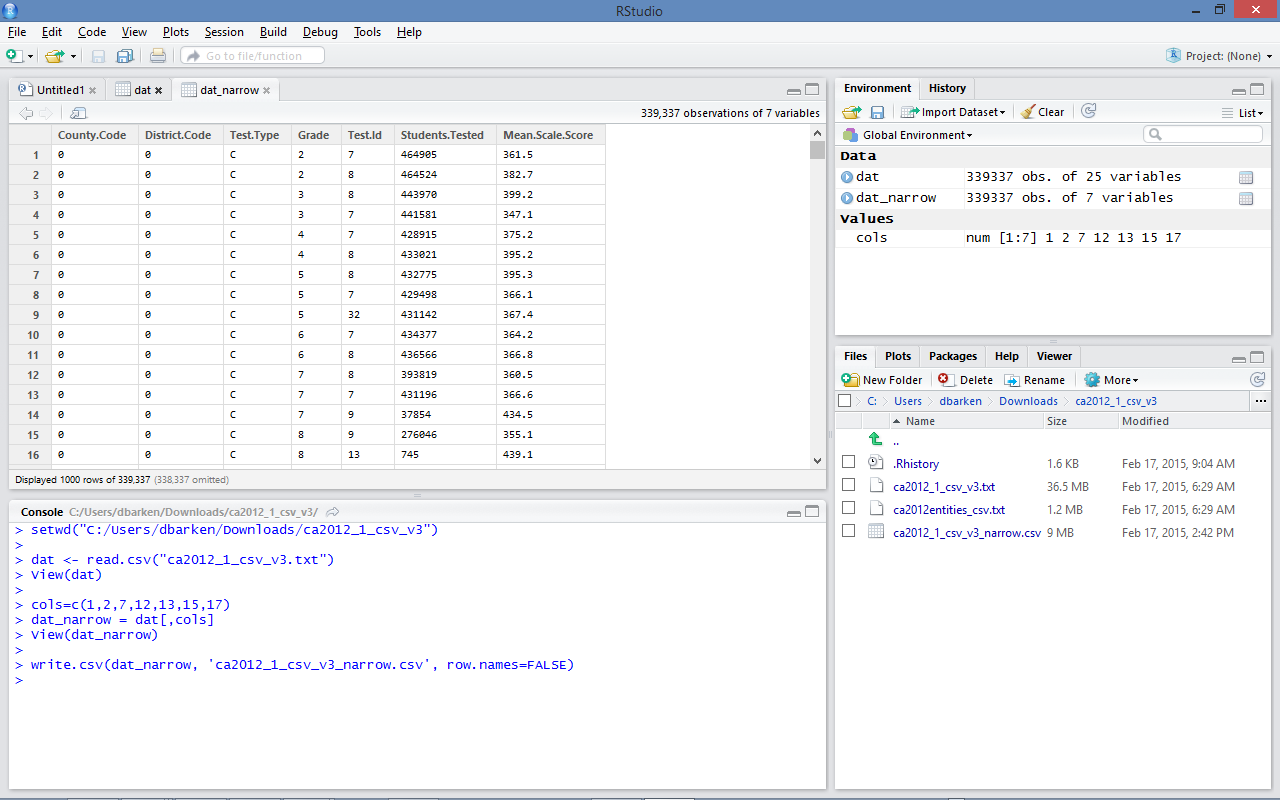 RStudio
File Edit Code View Plots Session Build Debug Tools Help
Go to file/function
Project: (None)
Untitled1
dat
dat_narrow
339,337 observations of 7 variables
County.Code District.Code Test.Type Grade Test.Id Students.Tested Mean.Scale.Score
1 0 0 C 2 7 464905 361.5
2 0 0 C 2 8 464524 382.7
3 0 0 C 3 8 443970 399.2
4 0 0 C 3 7 441581 347.1
5 0 0 C 4 7 428915 375.2
6 0 0 C 4 8 433021 395.2
7 0 0 C 5 8 432775 395.3
8 0 0 C 5 7 429498 366.1
9 0 0 C 5 32 431142 367.4
10 0 0 C 6 7 434377 364.2
11 0 0 C 6 8 436566 366.8
12 0 0 C 7 8 393819 360.5
13 0 0 C 7 7 431196 366.6
14 0 0 C 7 9 37854 434.5
15 0 0 C 8 9 276046 355.1
16 0 0 C 8 13 745 439.1
Displayed 1000 rows of 339,337 (338,337 omitted)
Console C:/Users/dbarken/Downloads/ca2012_1_csv_v3/
> setwd("C:/Users/dbarken/Downloads/ca2012_1_csv_v3")
>
> dat <- read.csv("ca2012_1_csv_v3.txt")
> View(dat)
>
> cols=c(1,2,7,12,13,15,17)
> dat_narrow = dat[,cols]
> View(dat_narrow)
>
> write.csv(dat_narrow, 'ca2012_1_csv_v3_narrow.csv', row.names=FALSE)
>
Environment History
Import Dataset Clear List
Global Environment
Data
dat 339337 obs. of 25 variables
dat_narrow 339337 obs. of 7 variables
Values
cols num [1:7] 1 2 7 12 13 15 17
Files Plots Packages Help Viewer
New Folder Delete Rename More
C: Users dbarken Downloads ca2012_1_csv_v3 ...
Name Size Modified
..
.Rhistory 1.6 KB Feb 17, 2015, 9:04 AM
ca2012_1_csv_v3.txt 36.5 MB Feb 17, 2015, 6:29 AM
ca2012entities_csv.txt 1.2 MB Feb 17, 2015, 6:29 AM
ca2012_1_csv_v3_narrow.csv 9 MB Feb 17, 2015, 2:42 PM